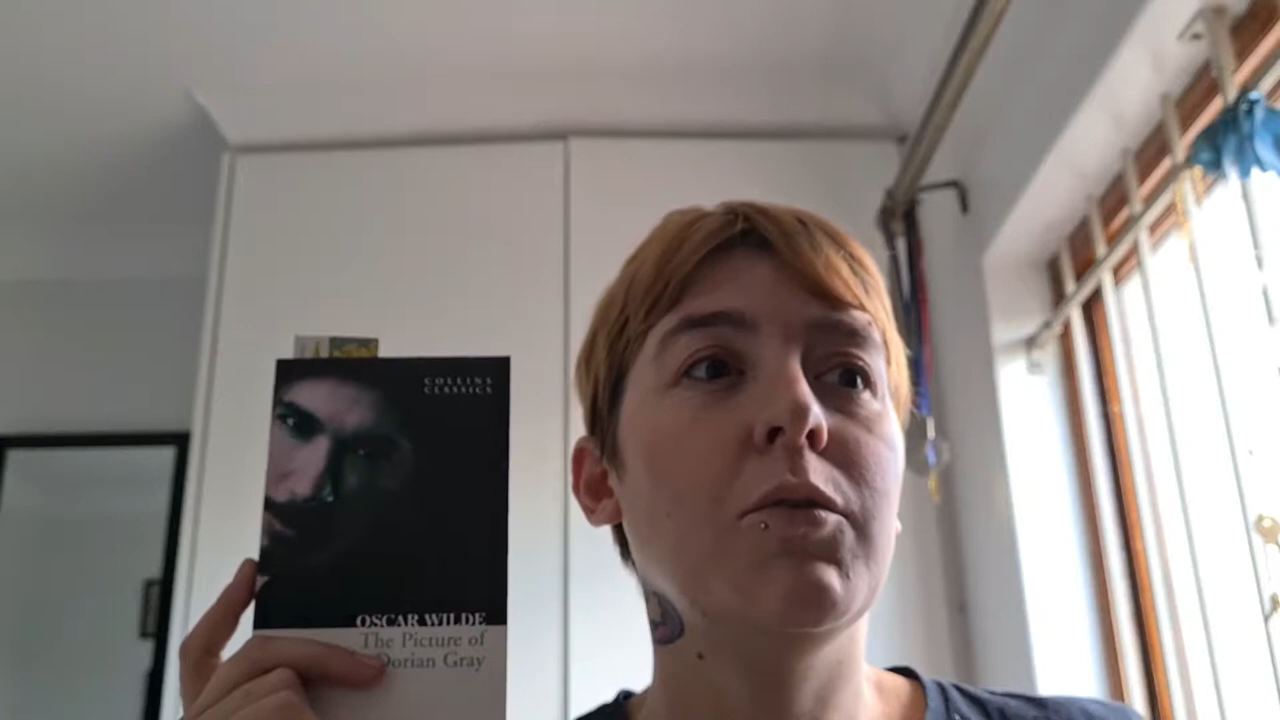 COLLINS
CLASSICS
OSCAR WILDE
The Picture of
Dorian Gray